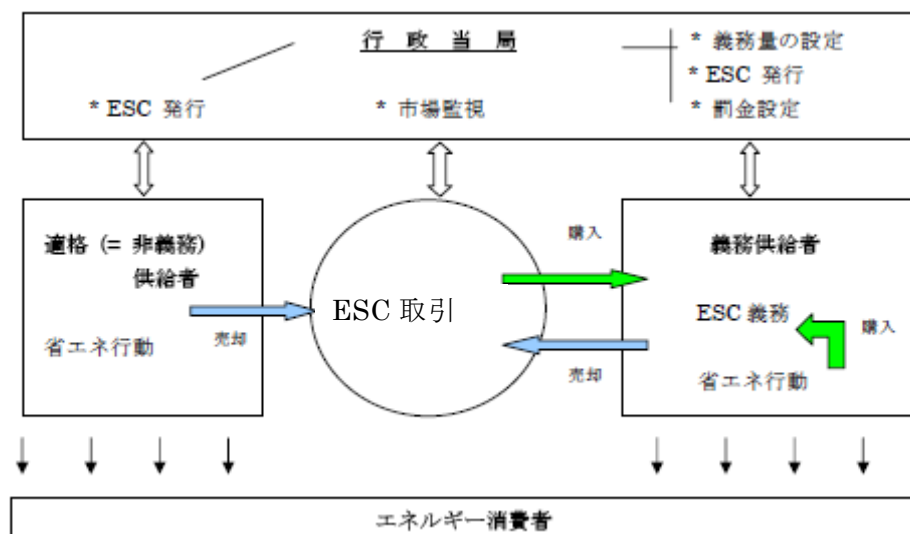 行 政 当 局
* 義務量の設定
* ESC 発行
* ESC 発行
* 市場監視
* 罰金設定
適格 (= 非義務)
供給者
省エネ行動
売却
ESC 取引
購入
売却
義務供給者
ESC 義務
購入
省エネ行動
エネルギー消費者